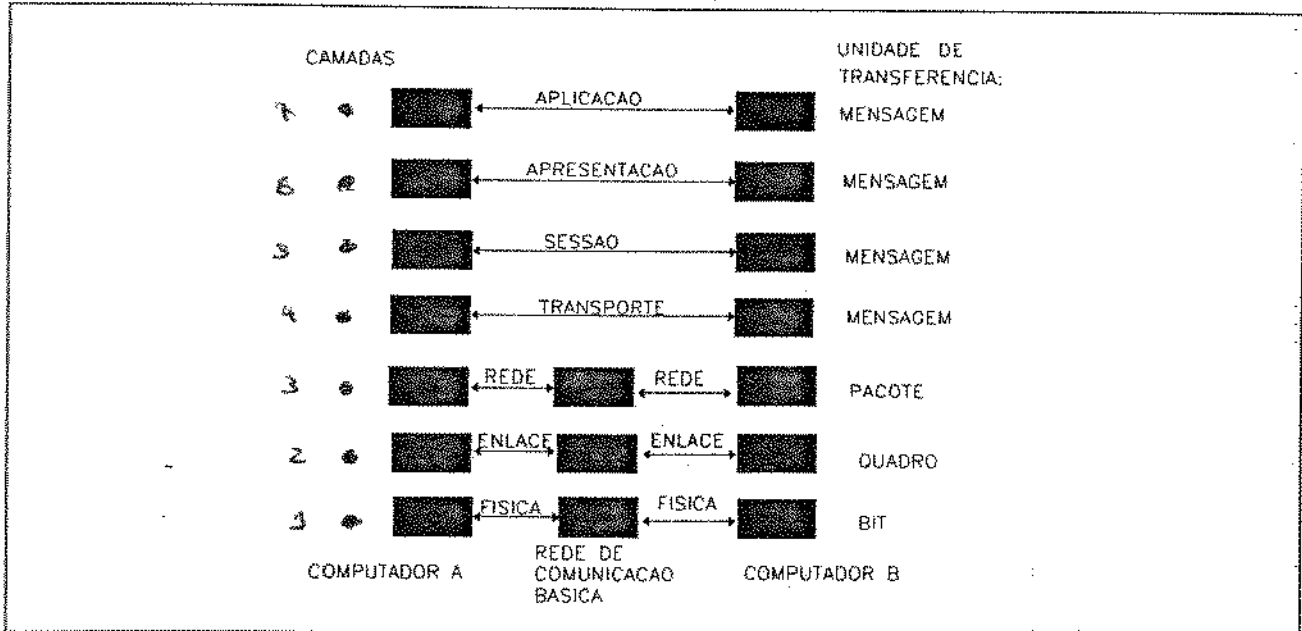 CAMADAS
UNIDADE DE
TRANSFERENCIA:
7 APLICACAO MENSAGEM
6 APRESENTACAO MENSAGEM
SESSAO MENSAGEM
4 TRANSPORTE MENSAGEM
3 REDE REDE PACOTE
2 ENLACE ENLACE QUADRO
1 FISICA FISICA BIT
COMPUTADOR A
REDE DE
COMUNICACAO
BASICA
COMPUTADOR B